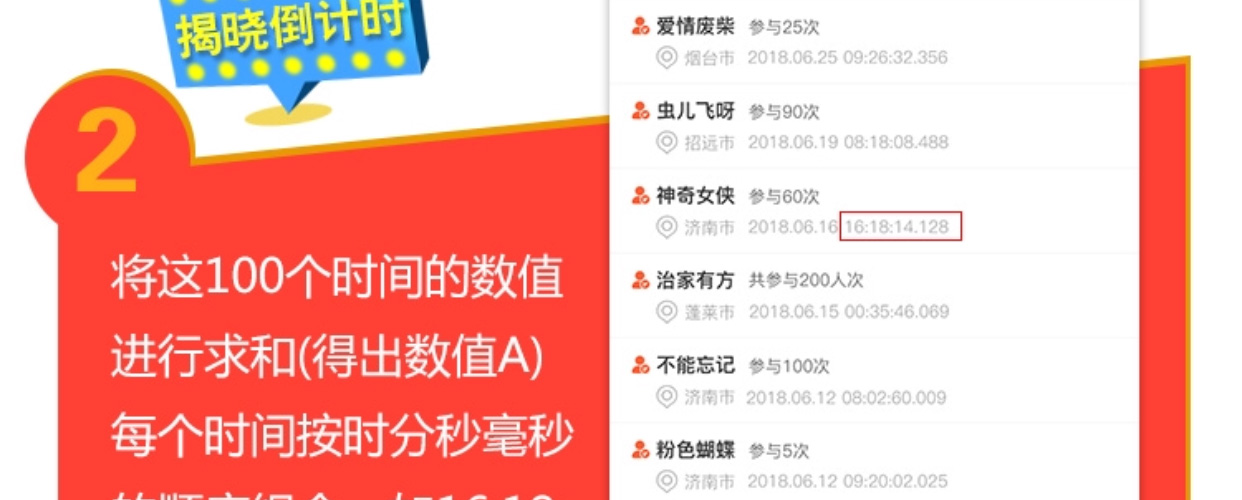 揭晓倒计时
2
将这100个时间的数值
进行求和(得出数值A)
每个时间按时分秒毫秒
爱情废柴 参与25次
烟台市 2018.06.25 09:26:32.356
虫儿飞呀 参与90次
招远市 2018.06.19 08:18:08.488
神奇女侠 参与60次
济南市 2018.06.16 16:18:14.128
治家有方 共参与200人次
蓬莱市 2018.06.15 00:35:46.069
不能忘记 参与100次
济南市 2018.06.12 08:02:60.009
粉色蝴蝶 参与5次
济南市 2018.06.12 09:20:02.025